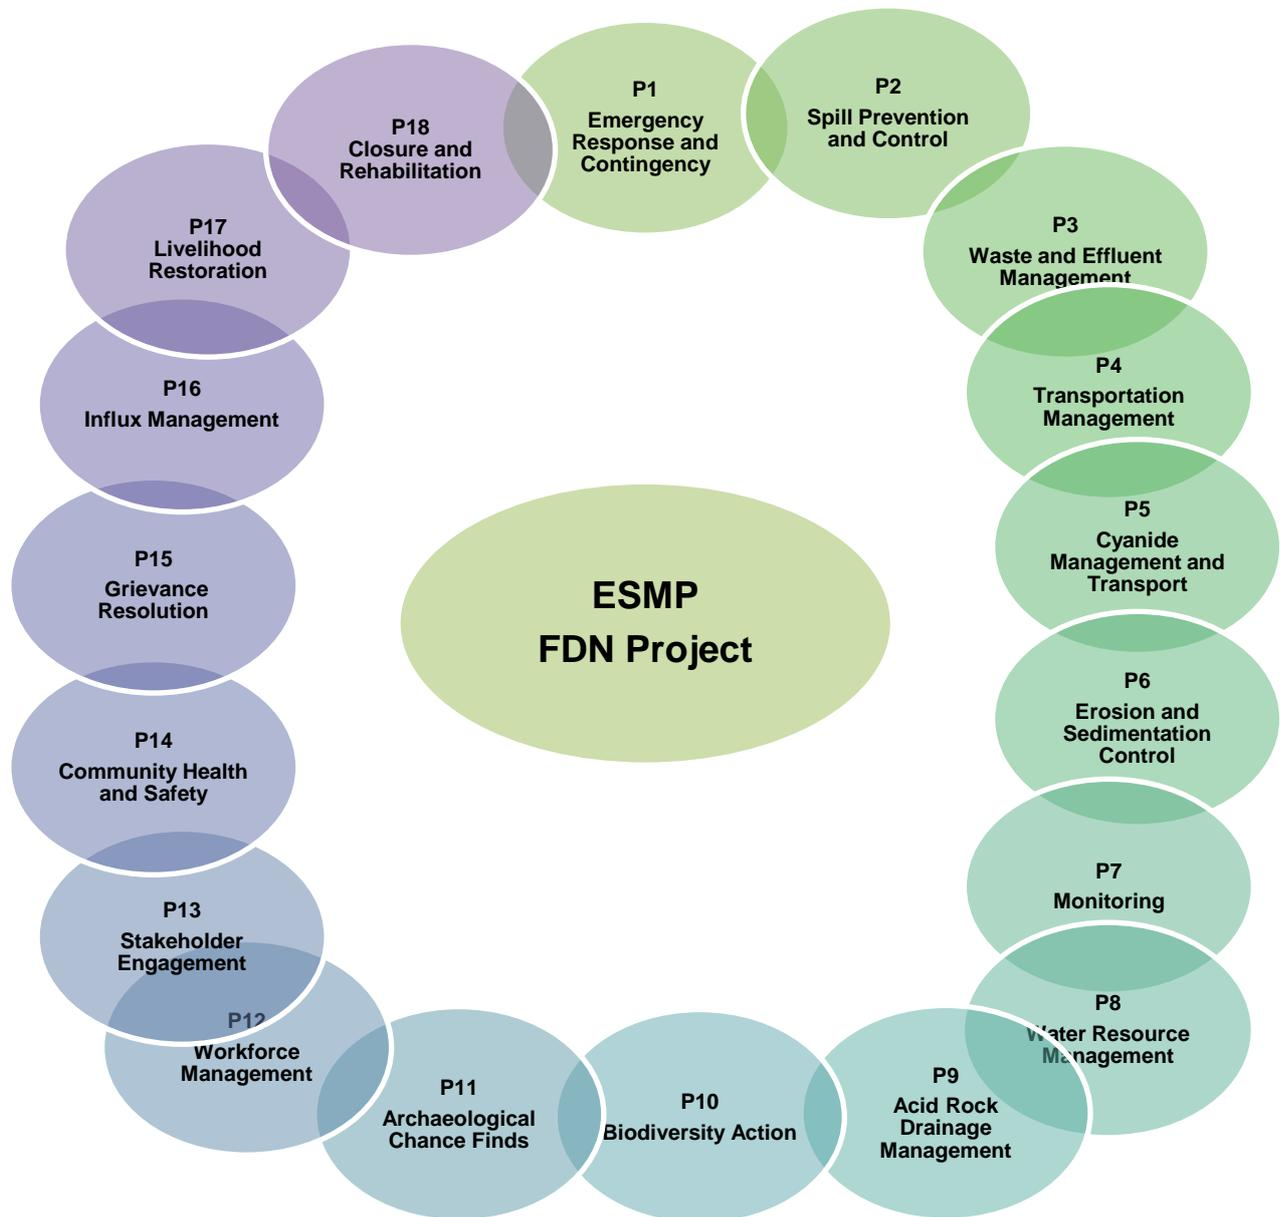 P1
Emergency
Response and
Contingency
P2
Spill Prevention
and Control
P3
Waste and Effluent
Management
P4
Transportation
Management
P5
Cyanide
Management and
Transport
P6
Erosion and
Sedimentation
Control
P7
Monitoring
P8
Water Resource
Management
P9
Acid Rock
Drainage
Management
P10
Biodiversity Action
P11
Archaeological
Chance Finds
P12
Workforce
Management
P13
Stakeholder
Engagement
P14
Community Health
and Safety
P15
Grievance
Resolution
P16
Influx Management
P17
Livelihood
Restoration
P18
Closure and
Rehabilitation
ESMP
FDN Project